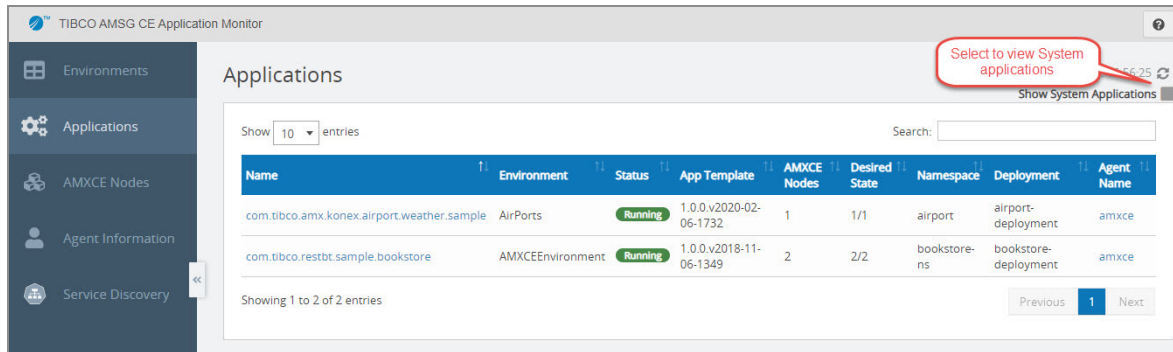 TIBCO AMSG CE Application Monitor
Environments
Applications
AMXCE Nodes
Agent Information
Service Discovery
Applications
Select to view System
applications
56:25
Show System Applications
Show 10 entries
Search:
Name Environment Status App Template AMXCE Nodes Desired State Namespace Deployment Agent Name
com.tibco.amx.konex.airport.weather.sample AirPorts Running 1.0.0.v2020-02-06-1732 1 1/1 airport airport-deployment amxce
com.tibco.restbt.sample.bookstore AMXCEEnvironment Running 1.0.0.v2018-11-06-1349 2 2/2 bookstore-ns bookstore-deployment amxce
Showing 1 to 2 of 2 entries
Previous 1 Next